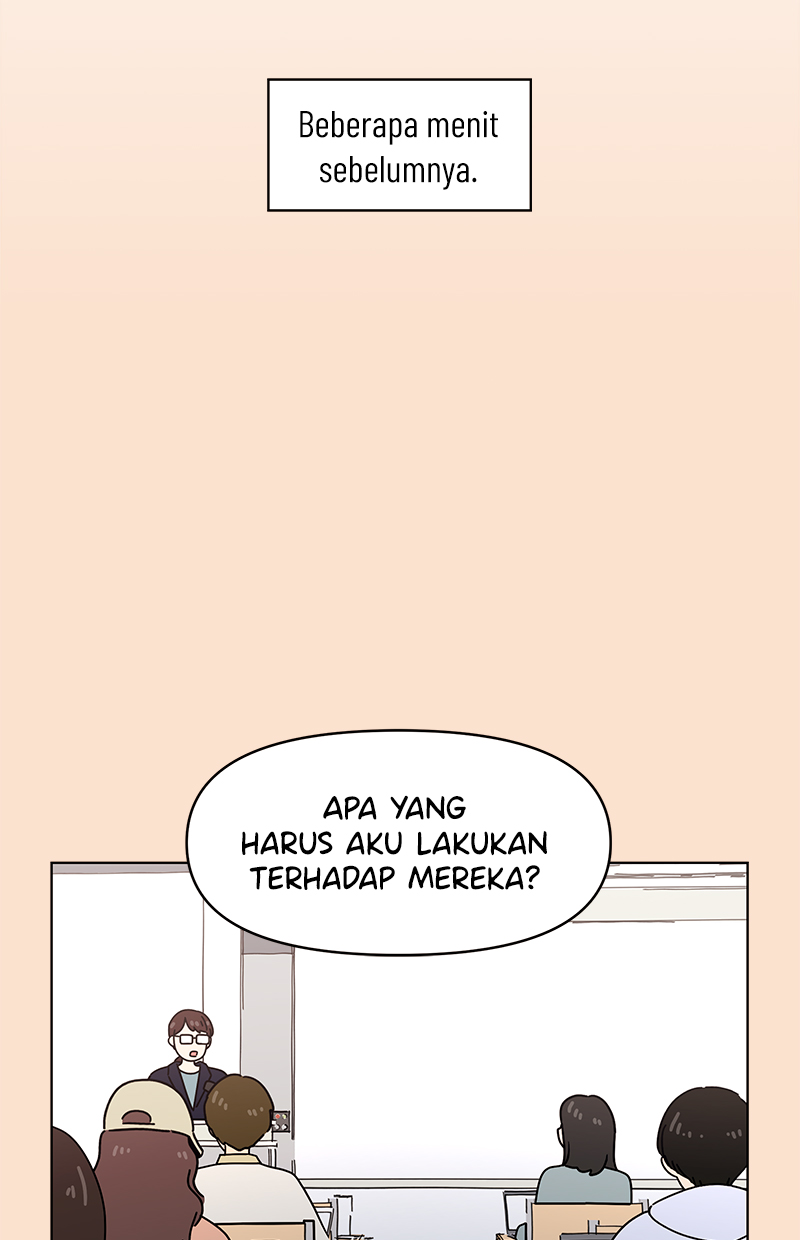 Beberapa menit
sebelumnya.
APA YANG
HARUS AKU LAKUKAN
TERHADAP MEREKA?